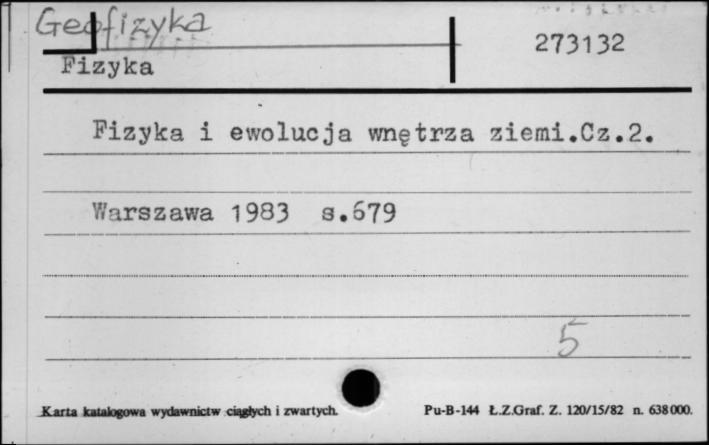 Geofizyka
273132
Fizyka
Fizyka i ewolucja wnętrza ziemi.Cz.2.
Warszawa 1983 s.679
5
Karta katalogowa wydawnictw ciągłych i zwartych.
Pu-B-144 Ł.Z.Graf. Z. 120/15/82 n. 638000.